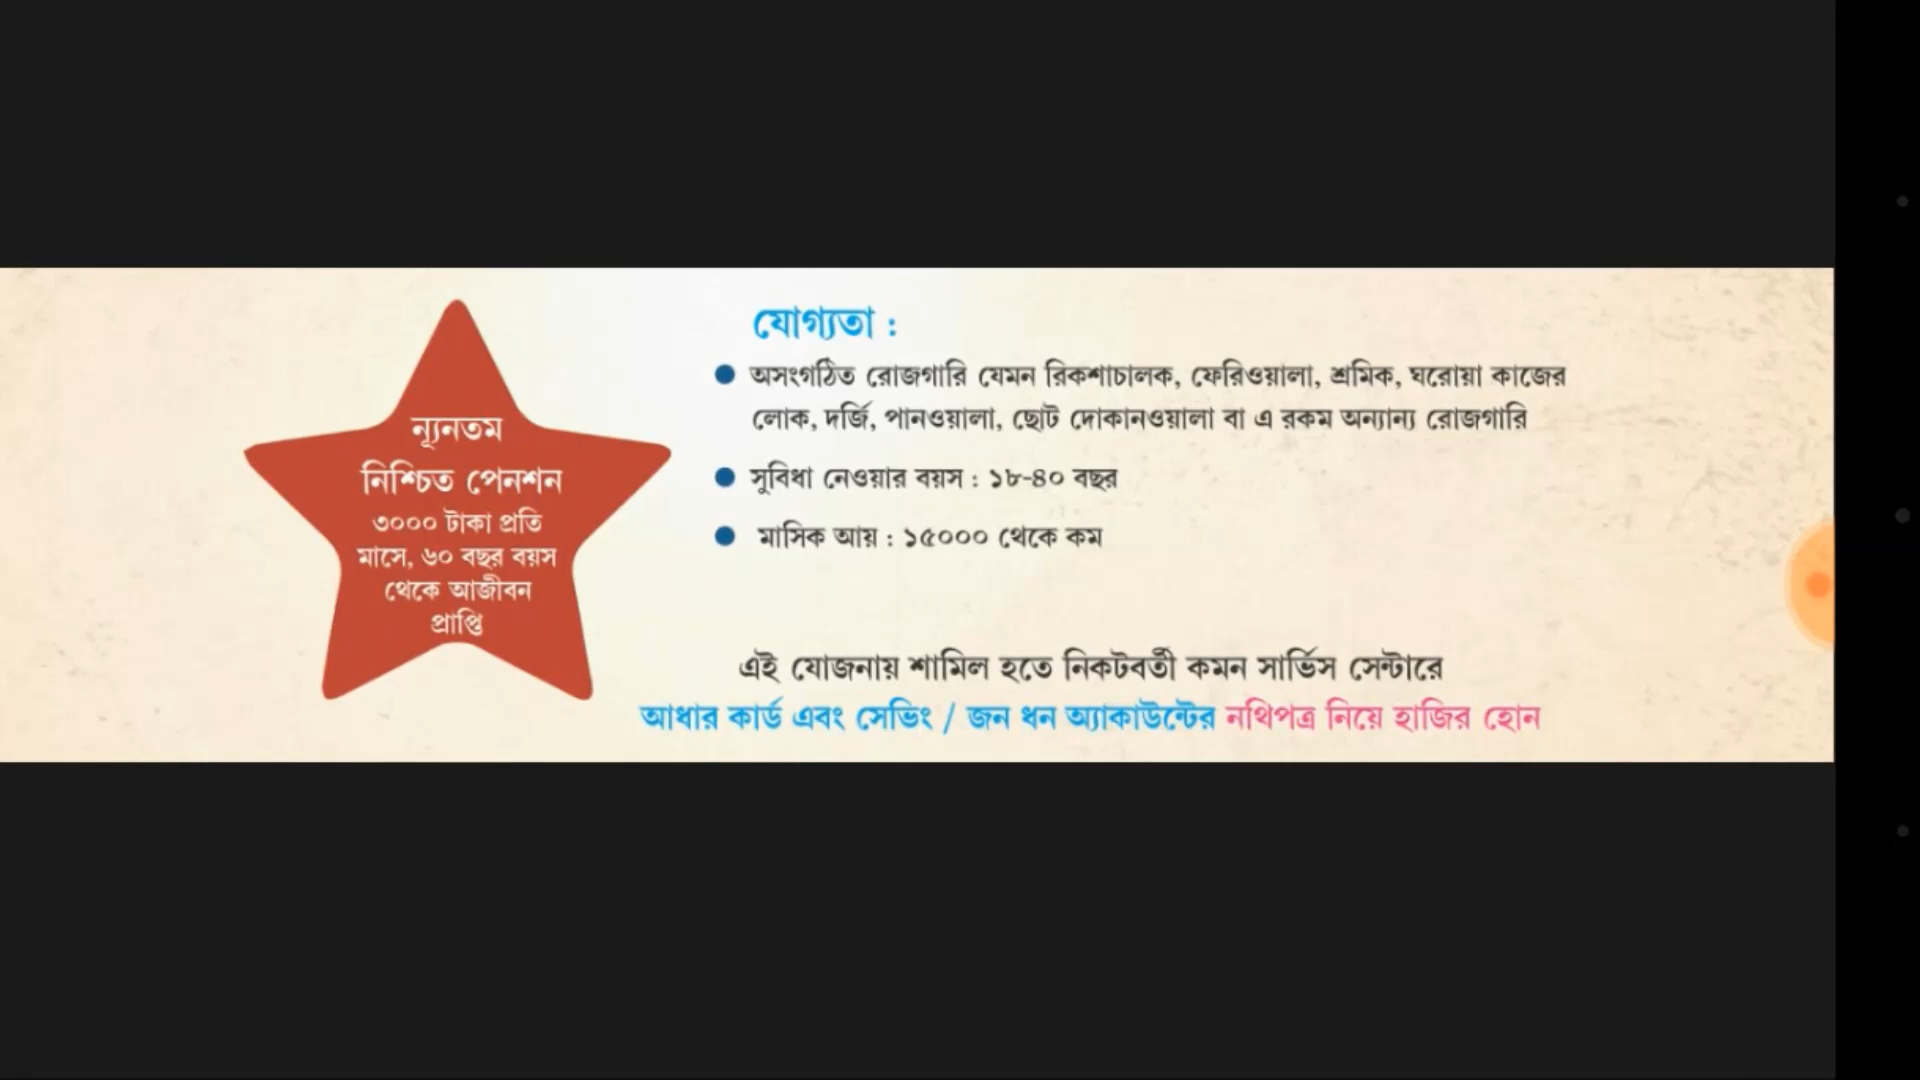 ন্যূনতম
নিশ্চিত পেনশন
৩০০০ টাকা প্রতি
মাসে, ৬০ বছর বয়স
থেকে আজীবন
প্রাপ্তি
যোগ্যতা :
অসংগঠিত রোজগারি যেমন রিকশাচালক, ফেরিওয়ালা, শ্রমিক, ঘরোয়া কাজের
লোক, দর্জি, পানওয়ালা, ছোট দোকানওয়ালা বা এ রকম অন্যান্য রোজগারি
সুবিধা নেওয়ার বয়স : ১৮-৪০ বছর
মাসিক আয় : ১৫০০০ থেকে কম
এই যোজনায় শামিল হতে নিকটবর্তী কমন সার্ভিস সেন্টারে
আধার কার্ড এবং সেভিং / জন ধন অ্যাকাউন্টের নথিপত্র নিয়ে হাজির হোন